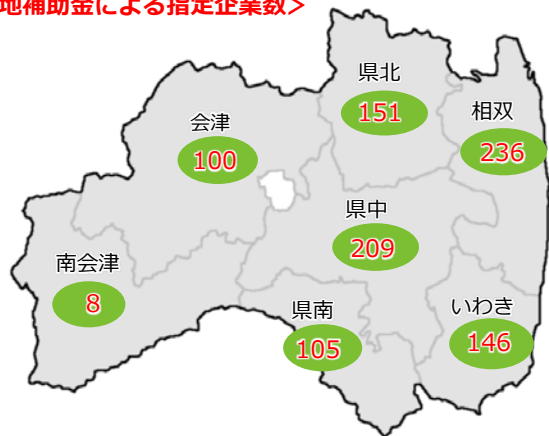 地補助金による指定企業数＞
県北
151
相双
236
会津
100
県中
209
南会津
8
県南
105
いわき
146